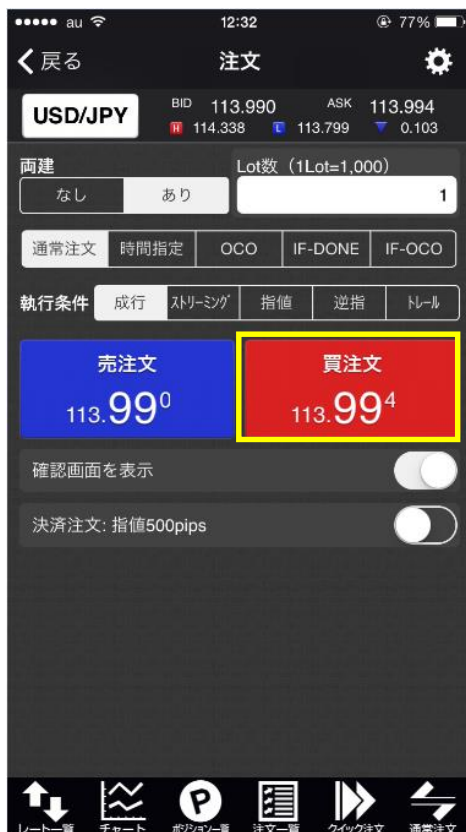 au 12:32 77%
戻る 注文
USD/JPY BID 113.990 ASK 113.994
H 114.338 L 113.799 ▼ 0.103
両建 Lot数（1Lot=1,000）
なし あり 1
通常注文 時間指定 OCO IF-DONE IF-OCO
執行条件 成行 ｽﾄﾘｰﾐﾝｸﾞ 指値 逆指 ﾄﾚｰﾙ
売注文 買注文
113.990 113.994
確認画面を表示
決済注文: 指値500pips
P
レート一覧 チャート ポジション一覧 注文一覧 クイック注文 通常注文